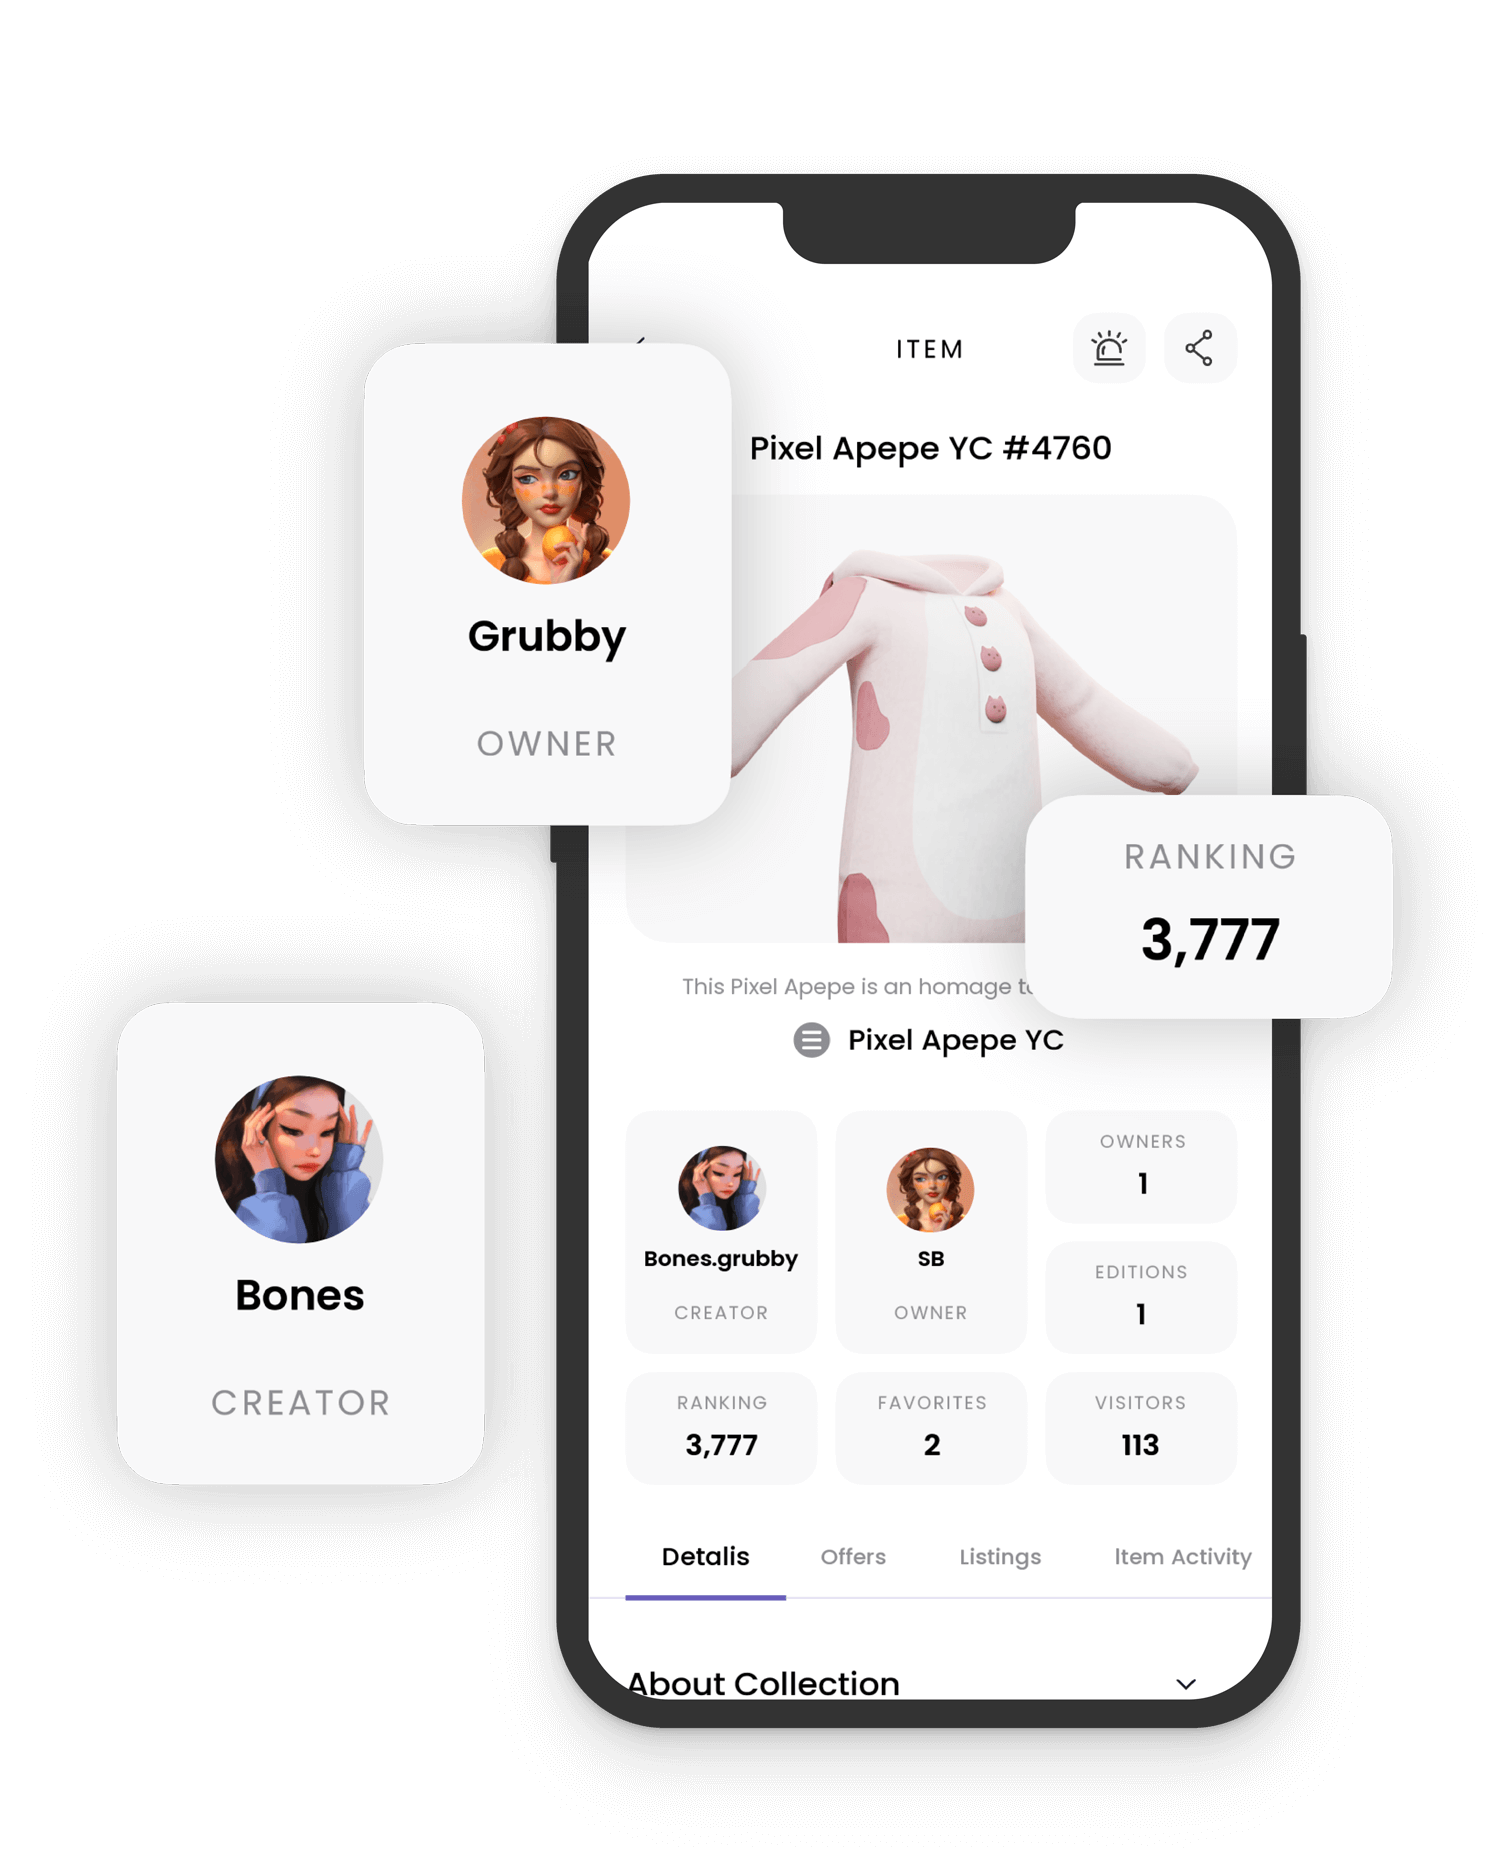 ITEM
Pixel Apepe YC #4760
Grubby
OWNER
RANKING
3,777
This Pixel Apepe is an homage
Pixel Apepe YC
Bones
CREATOR
Bones.grubby
CREATOR
SB
OWNER
OWNERS
1
EDITIONS
1
RANKING
3,777
FAVORITES
2
VISITORS
113
Detalis Offers Listings Item Activity
About Collection